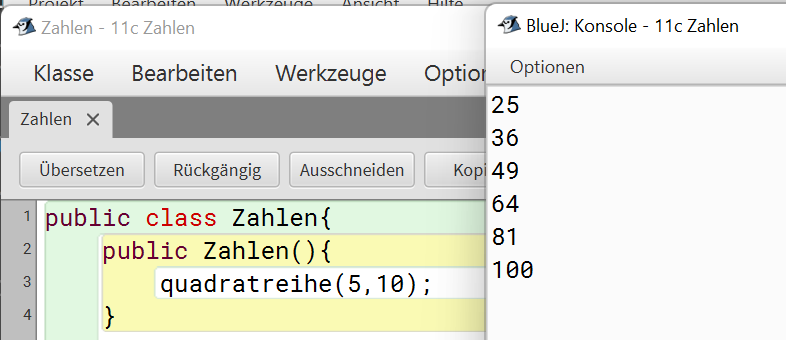 Projekt Bearbeiten Werkzeuge Ansicht Hilfe
Zahlen - 11c Zahlen
Klasse Bearbeiten Werkzeuge
Zahlen ×
Übersetzen Rückgängig Ausschneiden
1 public class Zahlen{
2 public Zahlen(){
3 quadratreihe(5,10);
4 }
BlueJ: Konsole - 11c Zahlen
Optionen
25
36
49
64
81
100